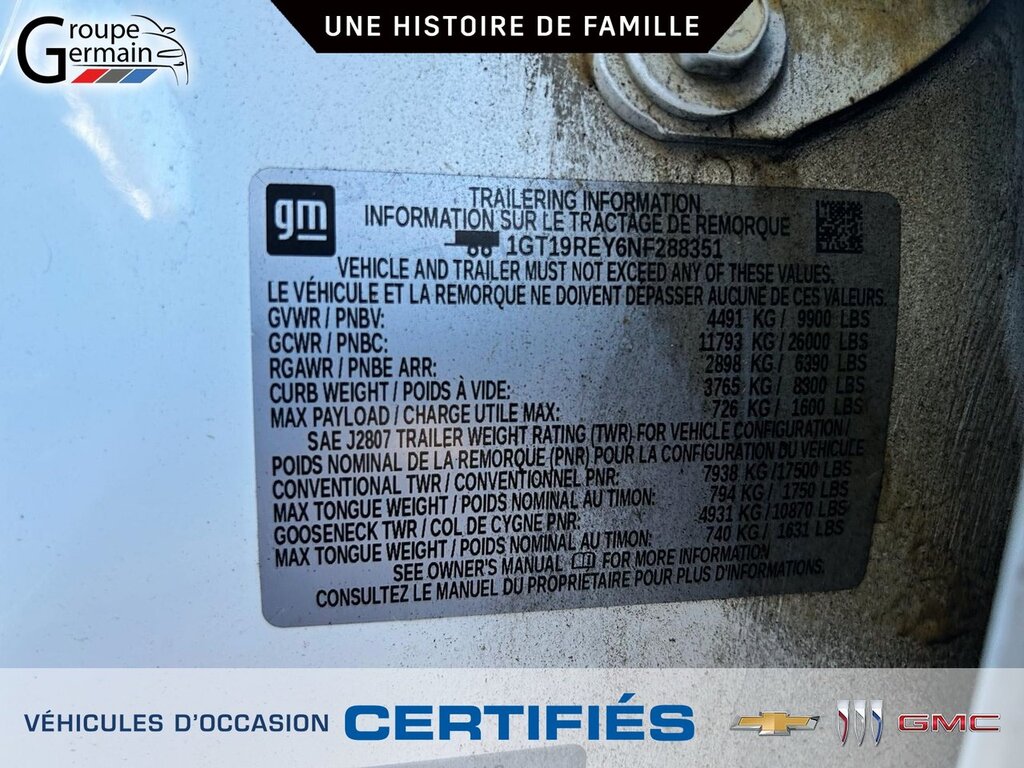 Groupe
Germain
UNE HISTOIRE DE FAMILLE
gm
TRAILERING INFORMATION
INFORMATION SUR LE TRACTAGE DE REMORQUE
1GT19REY6NF288351
VEHICLE AND TRAILER MUST NOT EXCEED ANY OF THESE VALUES.
LE VÉHICULE ET LA REMORQUE NE DOIVENT DÉPASSER AUCUNE DE CES VALEURS.
GVWR / PNBV: 4491 KG / 9900 LBS
GCWR / PNBC: 11793 KG / 26000 LBS
RGAWR / PNBE ARR: 2898 KG / 6390 LBS
CURB WEIGHT / POIDS À VIDE: 3765 KG / 8300 LBS
MAX PAYLOAD / CHARGE UTILE MAX: 726 KG / 1600 LBS
SAE J2807 TRAILER WEIGHT RATING (TWR) FOR VEHICLE CONFIGURATION /
POIDS NOMINAL DE LA REMORQUE (PNR) POUR LA CONFIGURATION DU VÉHICULE
CONVENTIONAL TWR / CONVENTIONNEL PNR: 7938 KG/17500 LBS
MAX TONGUE WEIGHT / POIDS NOMINAL AU TIMON: 794 KG / 1750 LBS
GOOSENECK TWR / COL DE CYGNE PNR: 4931 KG/10870 LBS
MAX TONGUE WEIGHT / POIDS NOMINAL AU TIMON: 740 KG / 1631 LBS
SEE OWNER'S MANUAL FOR MORE INFORMATION
CONSULTEZ LE MANUEL DU PROPRIÉTAIRE POUR PLUS D'INFORMATIONS.
VÉHICULES D'OCCASION CERTIFIÉS GMC